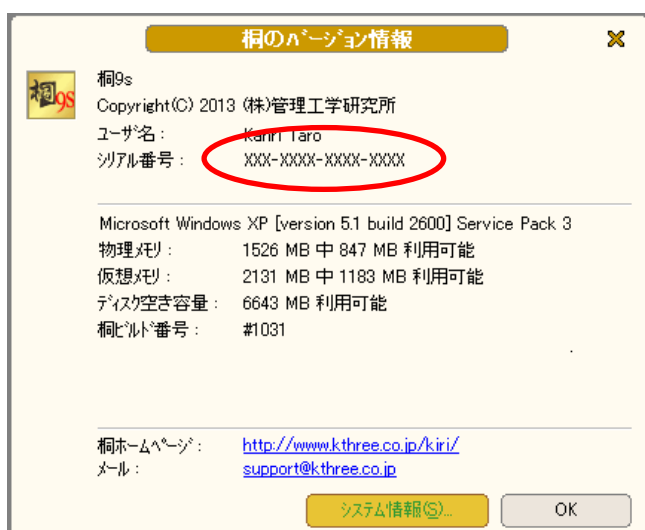 桐のバージョン情報
桐9s
桐9s
Copyright(C) 2013 (株)管理工学研究所
ユーザ名: Kanri Taro
シリアル番号: XXX-XXXX-XXXX-XXXX
Microsoft Windows XP [version 5.1 build 2600] Service Pack 3
物理メモリ: 1526 MB 中 847 MB 利用可能
仮想メモリ: 2131 MB 中 1183 MB 利用可能
ディスク空き容量: 6643 MB 利用可能
桐ビルド番号: #1031
桐ホームページ: http://www.kthree.co.jp/kiri/
メール: support@kthree.co.jp
システム情報(S)...
OK